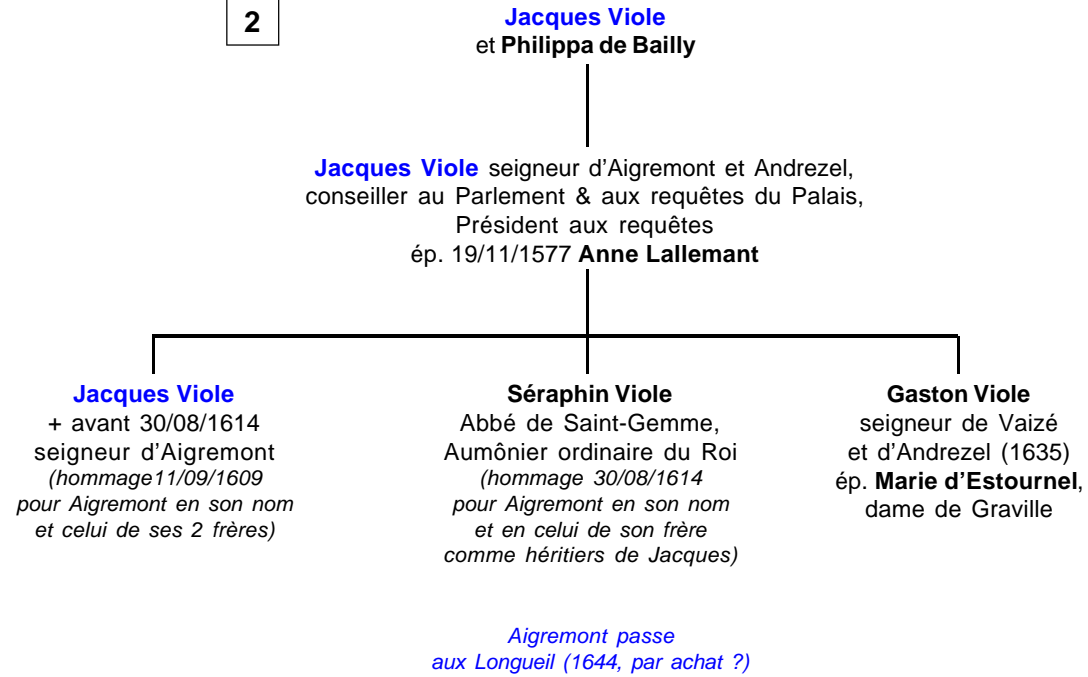 2
Jacques Viole
et Philippa de Bailly
Jacques Viole seigneur d'Aigremont et Andrezel,
conseiller au Parlement & aux requêtes du Palais,
Président aux requêtes
ép. 19/11/1577 Anne Lallemant
Jacques Viole
+ avant 30/08/1614
seigneur d'Aigremont
(hommage11/09/1609
pour Aigremont en son nom
et celui de ses 2 frères)
Séraphin Viole
Abbé de Saint-Gemme,
Aumônier ordinaire du Roi
(hommage 30/08/1614
pour Aigremont en son nom
et en celui de son frère
comme héritiers de Jacques)
Gaston Viole
seigneur de Vaizé
et d'Andrezel (1635)
ép. Marie d'Estournel,
dame de Graville
Aigremont passe
aux Longueil (1644, par achat ?)